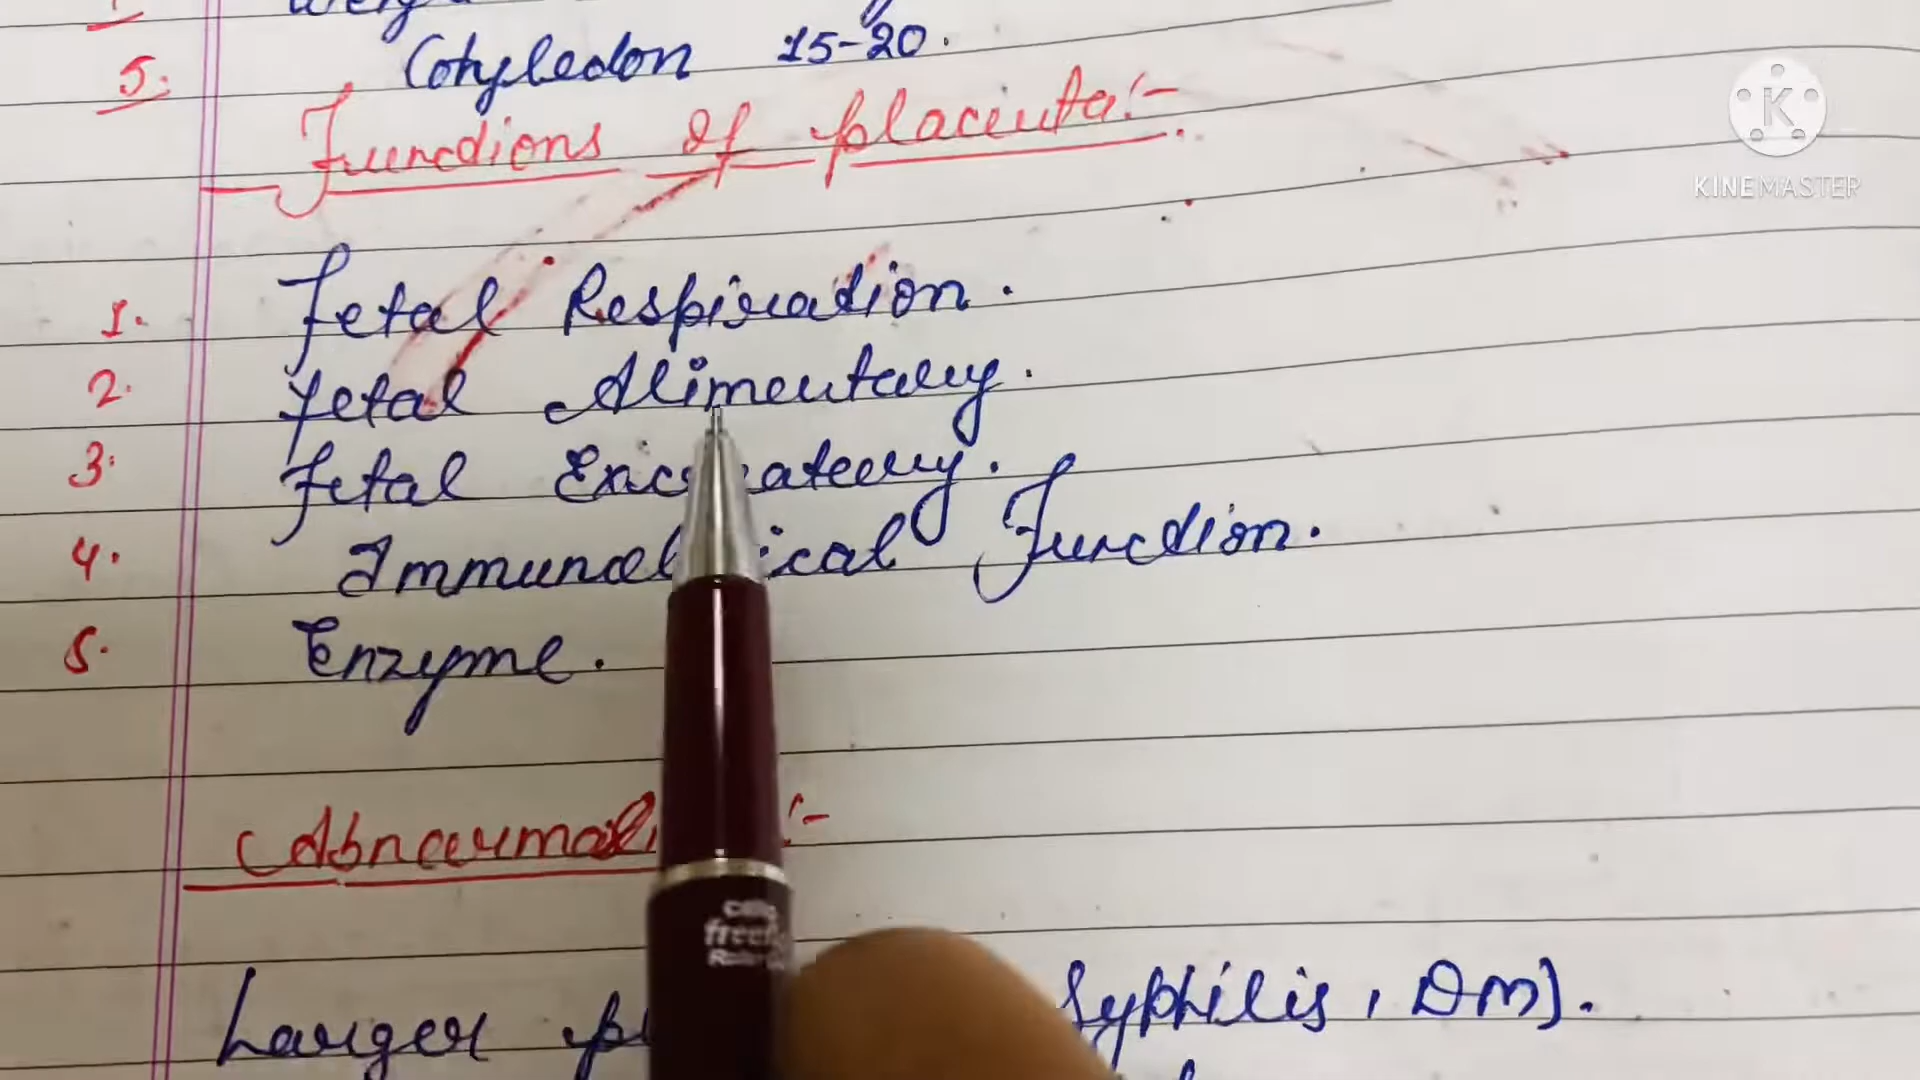 5. Cotyledon 15-20.
Functions of placenta:-
1. Fetal Respiration.
2. Fetal Alimentary.
3. Fetal
4. Function.
5. Enzyme.
Larger Syphilis, DM).
KINEMASTER